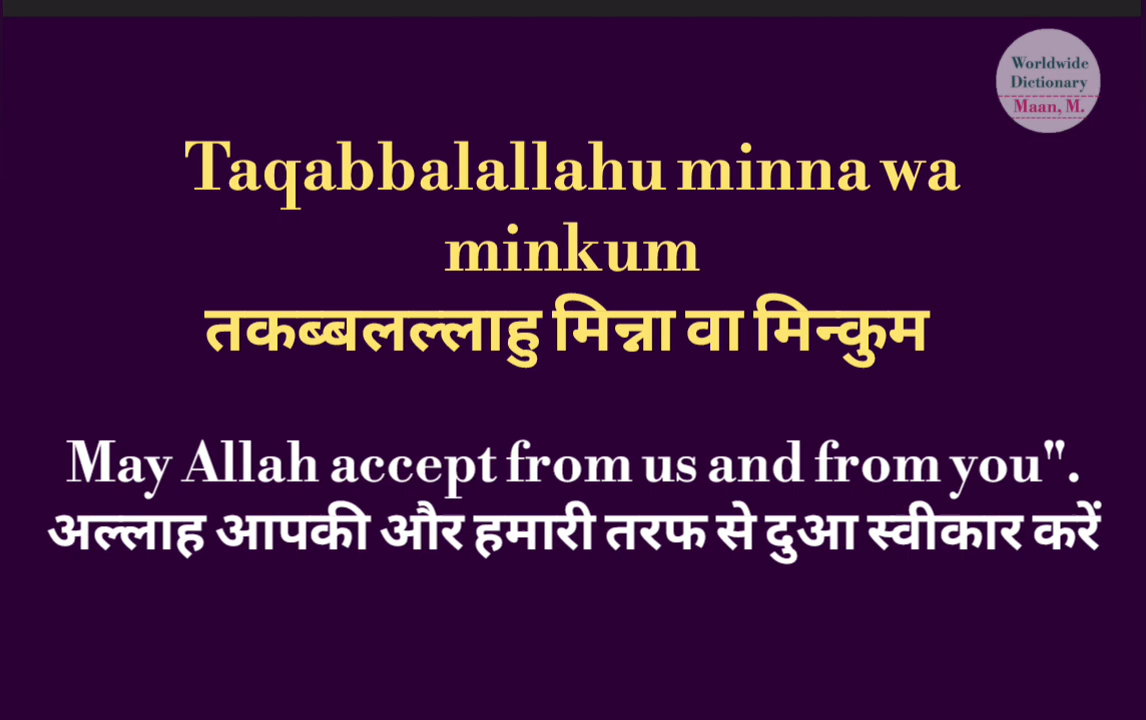 Worldwide
Dictionary
Maan, M.
Taqabbalallahu minna wa
minkum
तकब्बलल्लाहु मिन्ना वा मिन्कुम
May Allah accept from us and from you".
अल्लाह आपकी और हमारी तरफ से दुआ स्वीकार करें